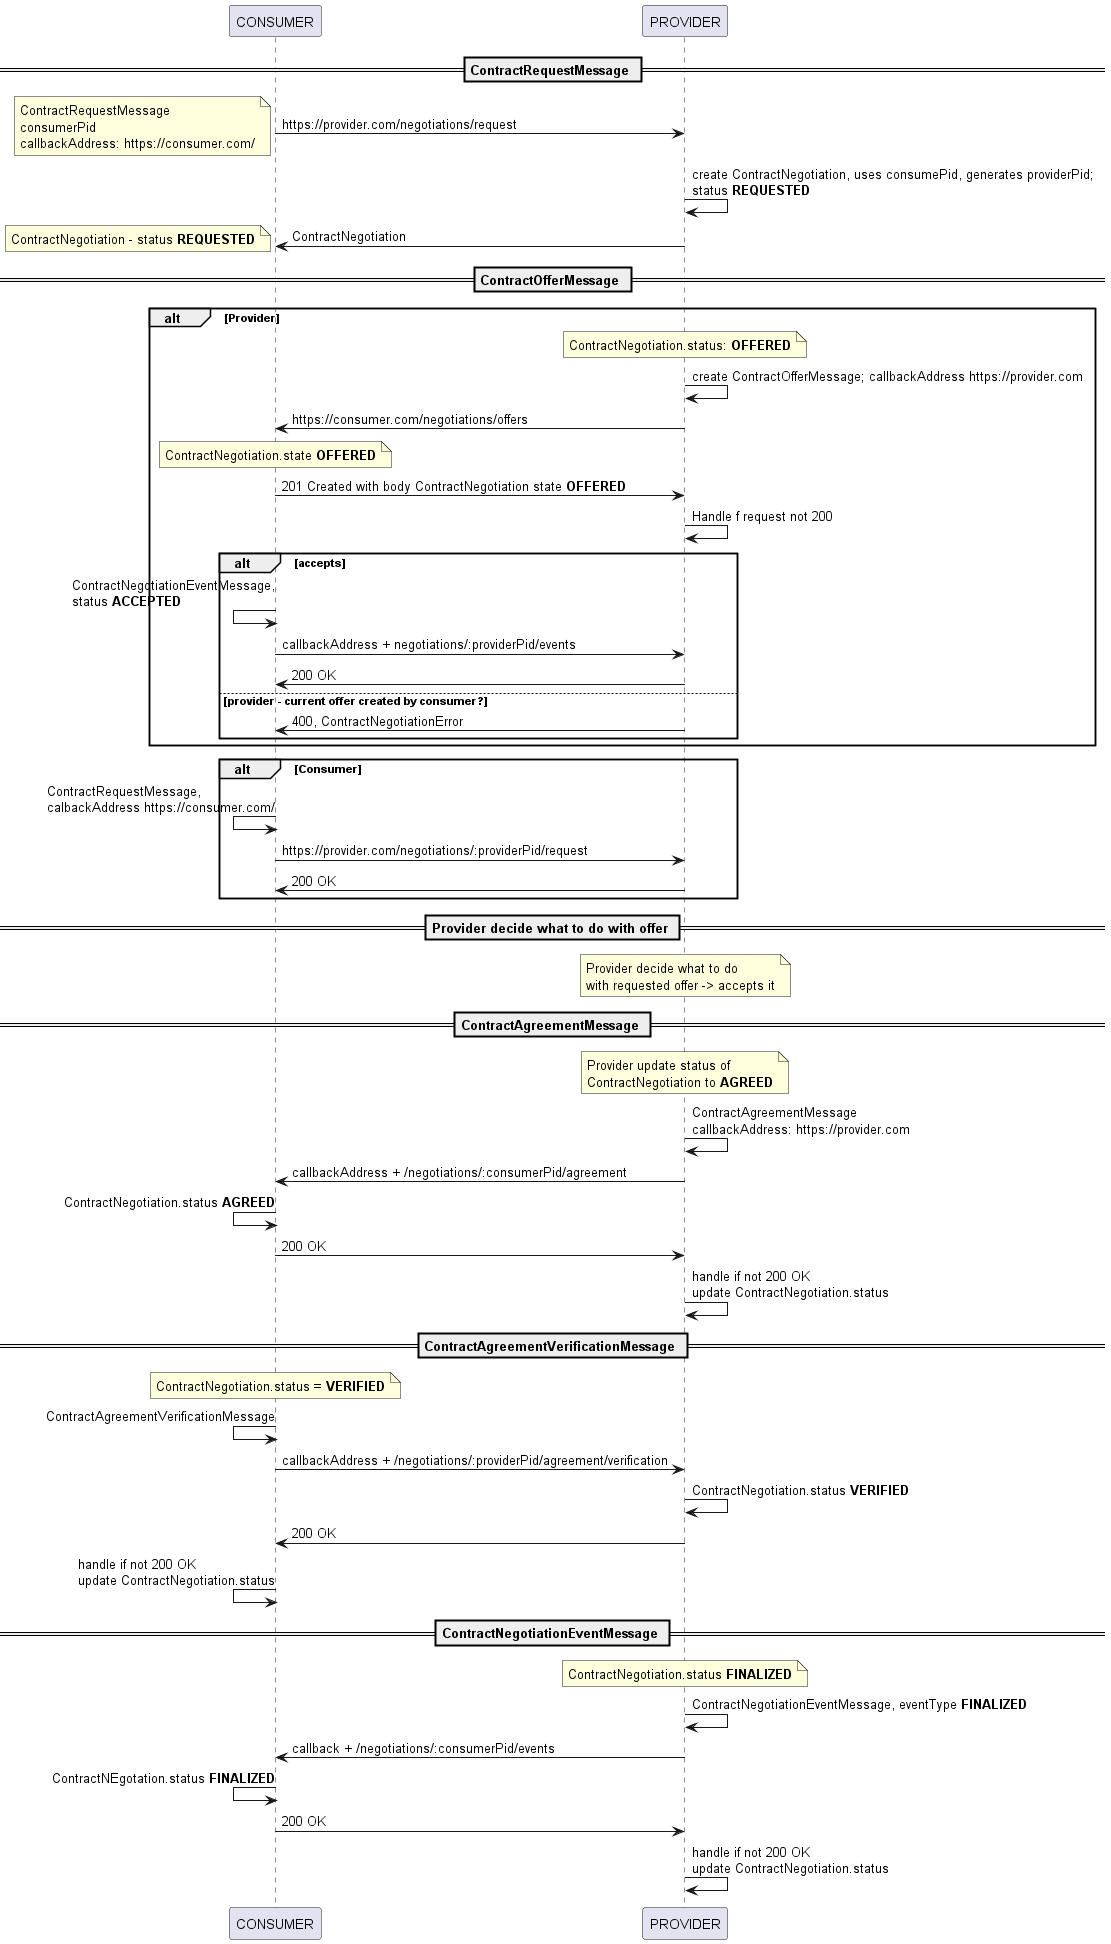 CONSUMER
PROVIDER
ContractRequestMessage
ContractRequestMessage
consumerPid
callbackAddress: https://consumer.com/
https://provider.com/negotiations/request
create ContractNegotiation, uses consumePid, generates providerPid;
status REQUESTED
ContractNegotiation - status REQUESTED
ContractNegotiation
ContractOfferMessage
alt
[Provider]
ContractNegotiation.status: OFFERED
create ContractOfferMessage; callbackAddress https://provider.com
https://consumer.com/negotiations/offers
ContractNegotiation.state OFFERED
201 Created with body ContractNegotiation state OFFERED
Handle f request not 200
alt
[accepts]
ContractNegotiationEventMessage,
status ACCEPTED
callbackAddress + negotiations/:providerPid/events
200 OK
[provider - current offer created by consumer?]
400, ContractNegotiationError
alt
[Consumer]
ContractRequestMessage,
calbackAddress https://consumer.com/
https://provider.com/negotiations/:providerPid/request
200 OK
Provider decide what to do with offer
Provider decide what to do
with requested offer -> accepts it
ContractAgreementMessage
Provider update status of
ContractNegotiation to AGREED
ContractAgreementMessage
callbackAddress: https://provider.com
callbackAddress + /negotiations/:consumerPid/agreement
ContractNegotiation.status AGREED
200 OK
handle if not 200 OK
update ContractNegotiation.status
ContractAgreementVerificationMessage
ContractNegotiation.status = VERIFIED
ContractAgreementVerificationMessage
callbackAddress + /negotiations/:providerPid/agreement/verification
ContractNegotiation.status VERIFIED
200 OK
handle if not 200 OK
update ContractNegotiation.status
ContractNegotiationEventMessage
ContractNegotiation.status FINALIZED
ContractNegotiationEventMessage, eventType FINALIZED
callback + /negotiations/:consumerPid/events
ContractNEgotation.status FINALIZED
200 OK
handle if not 200 OK
update ContractNegotiation.status
CONSUMER
PROVIDER